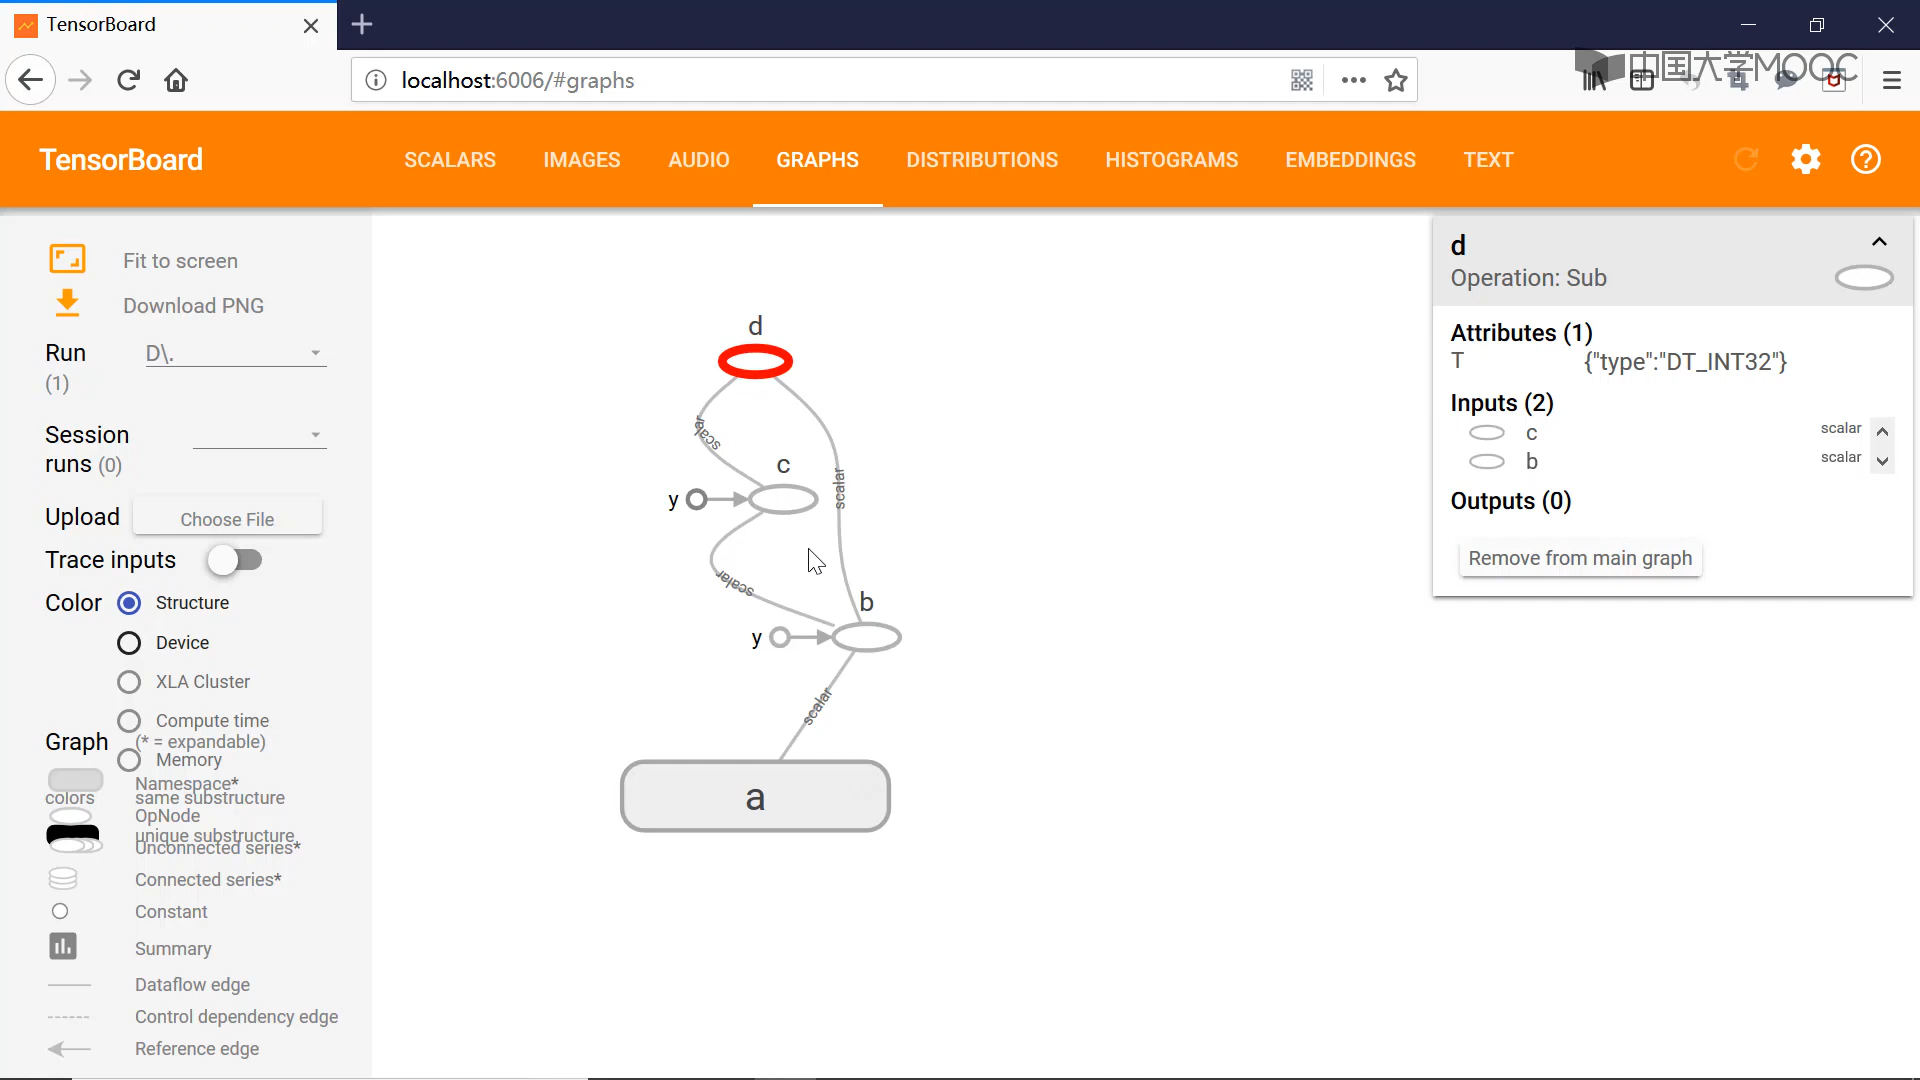 TensorBoard
localhost:6006/#graphs
中国大学MOOC
TensorBoard
SCALARS
IMAGES
AUDIO
GRAPHS
DISTRIBUTIONS
HISTOGRAMS
EMBEDDINGS
TEXT
Fit to screen
Download PNG
Run
(1)
D\.
Session
runs (0)
Upload
Choose File
Trace inputs
Color
Structure
Device
XLA Cluster
Compute time
Memory
Graph
(* = expandable)
Namespace*
colors
same substructure
OpNode
unique substructure
Unconnected series*
Connected series*
Constant
Summary
Dataflow edge
Control dependency edge
Reference edge
d
scalar
c
scalar
y
scalar
b
y
scalar
a
d
Operation: Sub
Attributes (1)
T
{"type":"DT_INT32"}
Inputs (2)
c
scalar
b
scalar
Outputs (0)
Remove from main graph